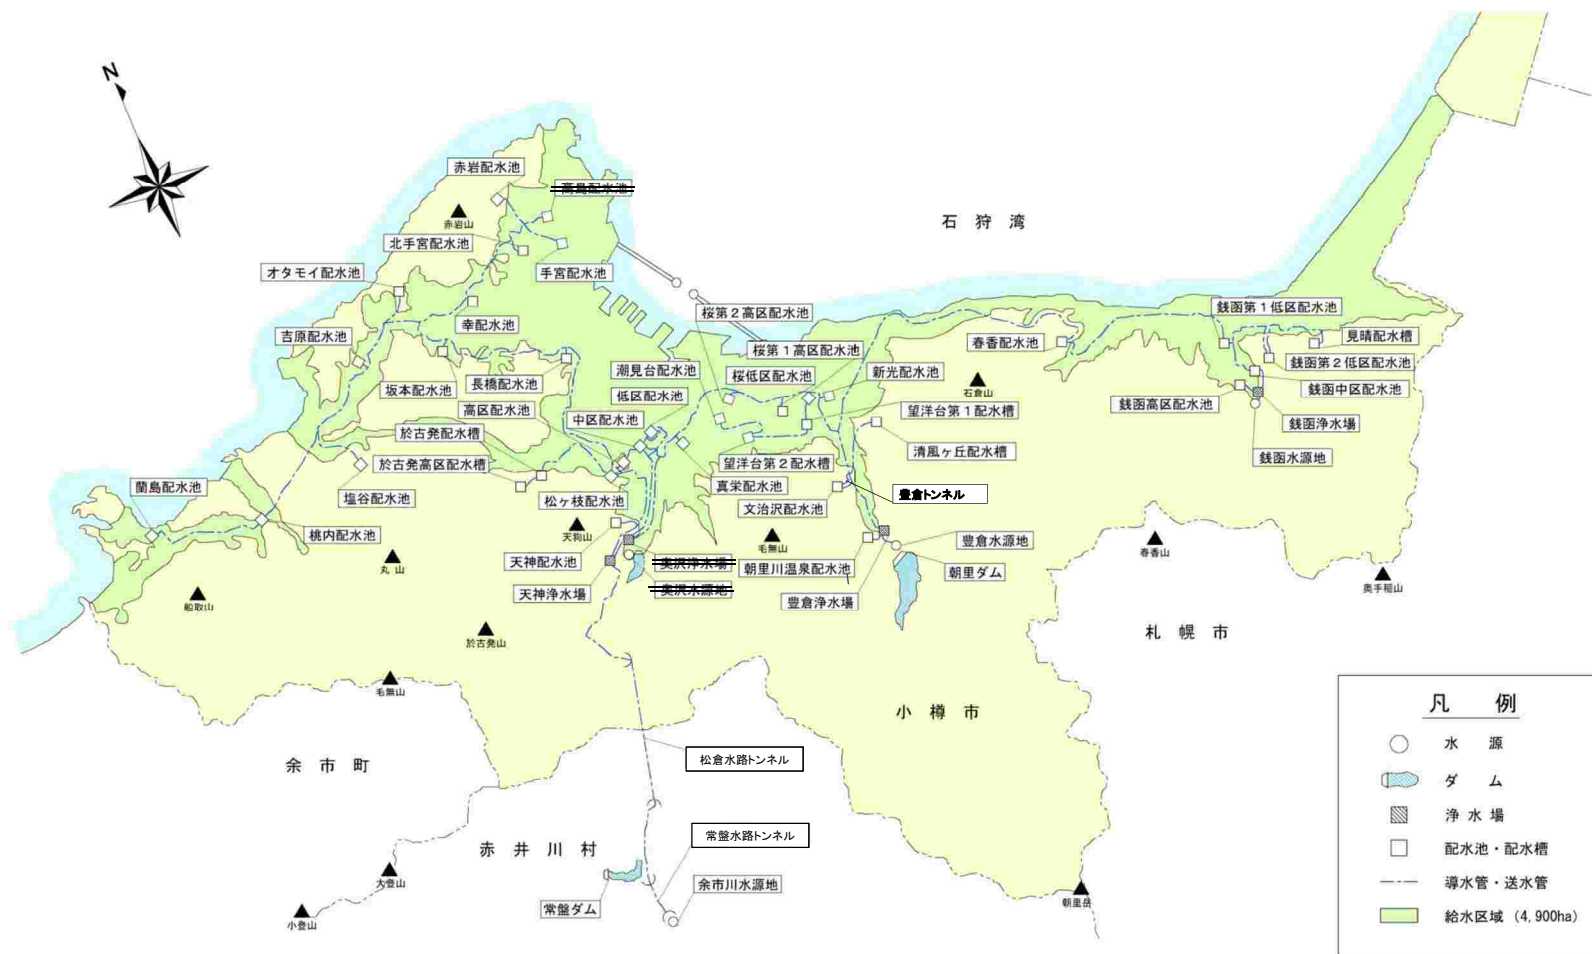 N
赤岩配水池
高島配水池
赤岩山
石狩湾
北手宮配水池
手宮配水池
オタモイ配水池
桜第2高区配水池
銭函第1低区配水池
幸配水池
吉原配水池
見晴配水槽
春香配水池
桜第1高区配水池
銭函第2低区配水池
潮見台配水池
桜低区配水池
新光配水池
石倉山
坂本配水池
長橋配水池
銭函中区配水池
低区配水池
銭函高区配水池
高区配水池
望洋台第1配水槽
中区配水池
銭函浄水場
於古発配水槽
清風ヶ丘配水槽
銭函水源地
於古発高区配水槽
望洋台第2配水槽
蘭島配水池
真栄配水池
塩谷配水池
豊倉トンネル
松ヶ枝配水池
文治沢配水池
天狗山
桃内配水池
毛無山
豊倉水源地
春香山
天神配水池
奥沢浄水場
朝里川温泉配水池
朝里ダム
丸山
奥沢水源地
天神浄水場
豊倉浄水場
奥手稲山
船取山
札幌市
於古発山
毛無山
小樽市
凡例
水源
松倉水路トンネル
余市町
ダム
浄水場
常盤水路トンネル
赤井川村
配水池・配水槽
大登山
余市川水源地
導水管・送水管
常盤ダム
朝里岳
小登山
給水区域 (4,900ha)